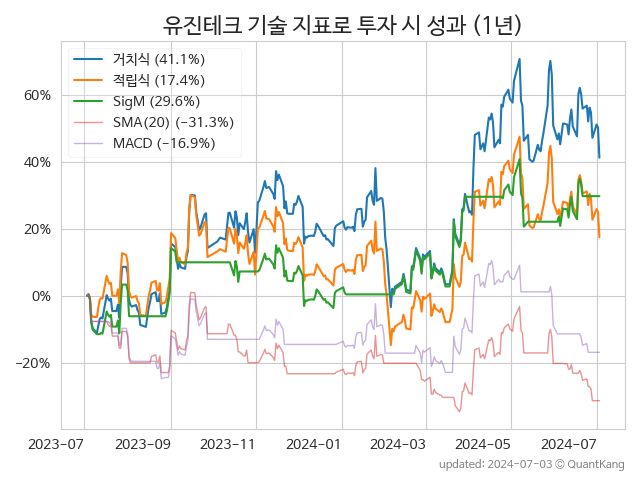 유진테크 기술 지표로 투자 시 성과 (1년)
거치식 (41.1%)
적립식 (17.4%)
SigM (29.6%)
SMA(20) (−31.3%)
MACD (−16.9%)
60%
40%
20%
0%
−20%
2023-07 2023-09 2023-11 2024-01 2024-03 2024-05 2024-07
updated: 2024-07-03 © QuantKang